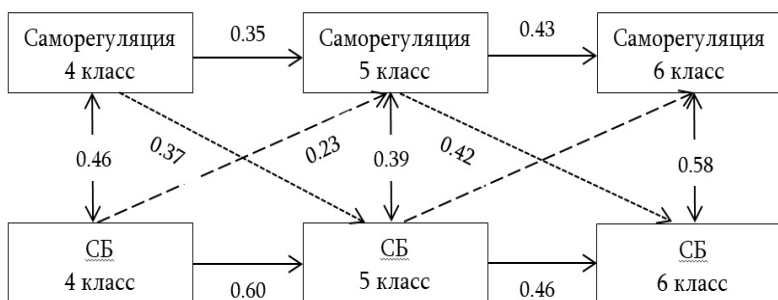 Саморегуляция
4 класс
0.35
Саморегуляция
5 класс
0.43
Саморегуляция
6 класс
0.46
0.37
0.23
0.39
0.42
0.58
СБ
4 класс
0.60
СБ
5 класс
0.46
СБ
6 класс